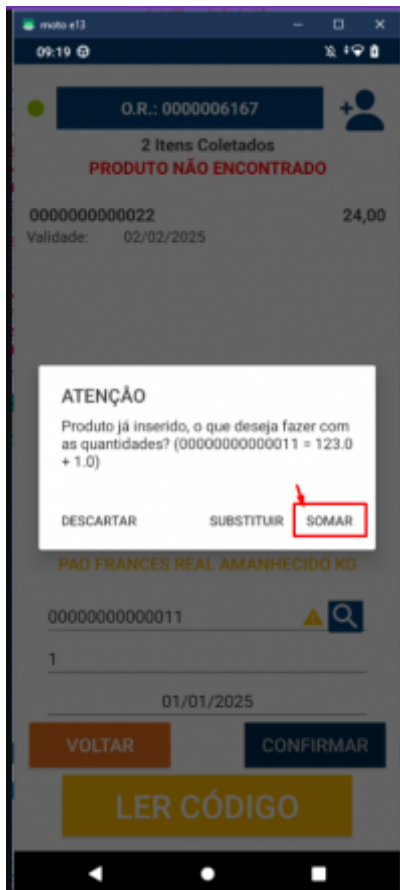 moto e13
09:19
O.R.: 0000006167
2 Itens Coletados
PRODUTO NÃO ENCONTRADO
0000000000022 24,00
Validade: 02/02/2025
ATENÇÃO
Produto já inserido, o que deseja fazer com
as quantidades? (00000000000011 = 123.0
+ 1.0)
DESCARTAR SUBSTITUIR SOMAR
PAO FRANCES REAL AMANHECIDO KG
00000000000011
1
01/01/2025
VOLTAR CONFIRMAR
LER CÓDIGO